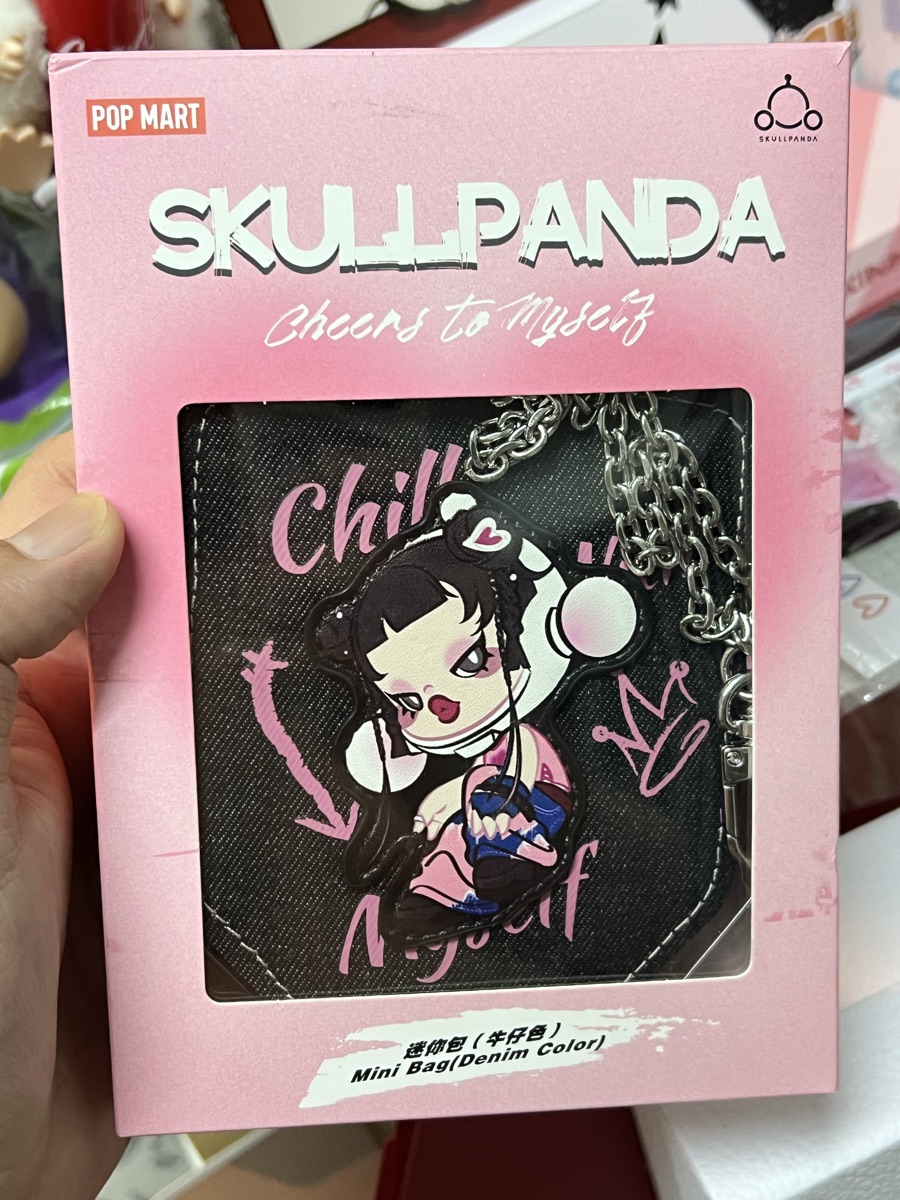 POP MART
SKULLPANDA
SKULLPANDA
Cheers to Myself
Chill
Myself
迷你包(牛仔色)
Mini Bag(Denim Color)